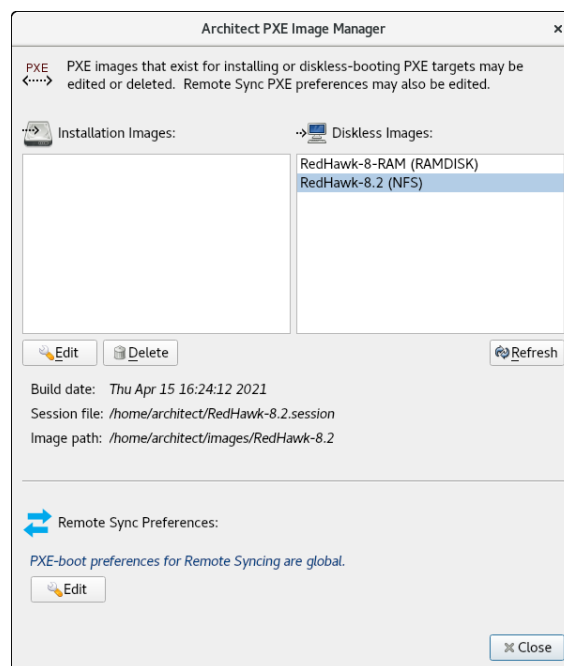 Architect PXE Image Manager
×
PXE
PXE images that exist for installing or diskless-booting PXE targets may be
edited or deleted. Remote Sync PXE preferences may also be edited.
Installation Images:
Diskless Images:
RedHawk-8-RAM (RAMDISK)
RedHawk-8.2 (NFS)
Edit
Delete
Refresh
Build date: Thu Apr 15 16:24:12 2021
Session file: /home/architect/RedHawk-8.2.session
Image path: /home/architect/images/RedHawk-8.2
Remote Sync Preferences:
PXE-boot preferences for Remote Syncing are global.
Edit
Close